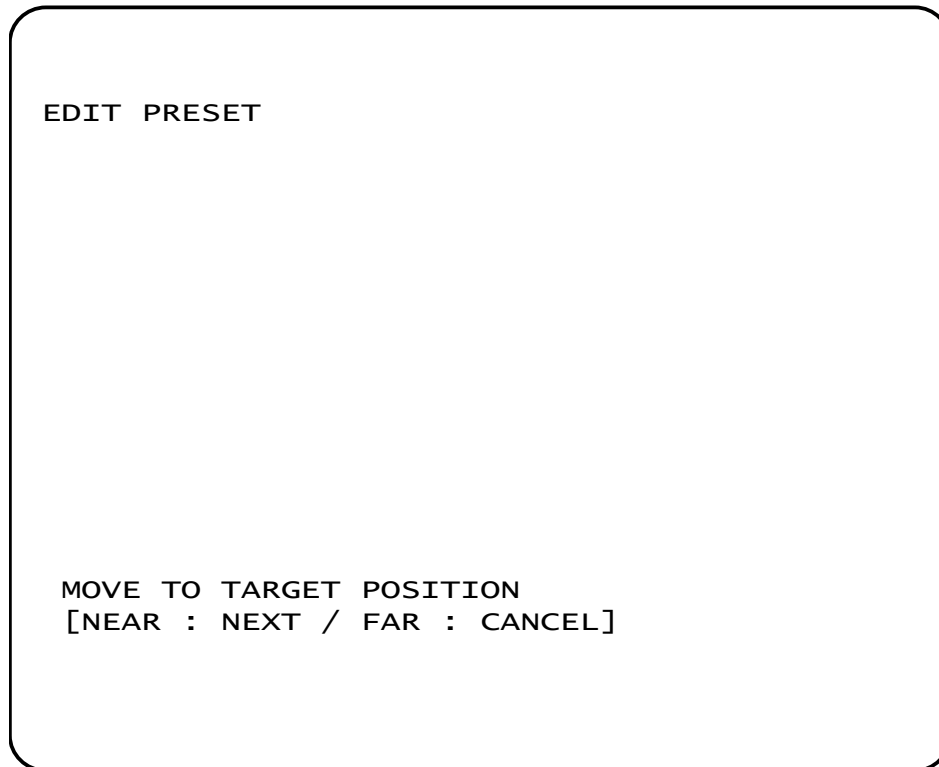 EDIT PRESET
MOVE TO TARGET POSITION
[NEAR : NEXT / FAR : CANCEL]